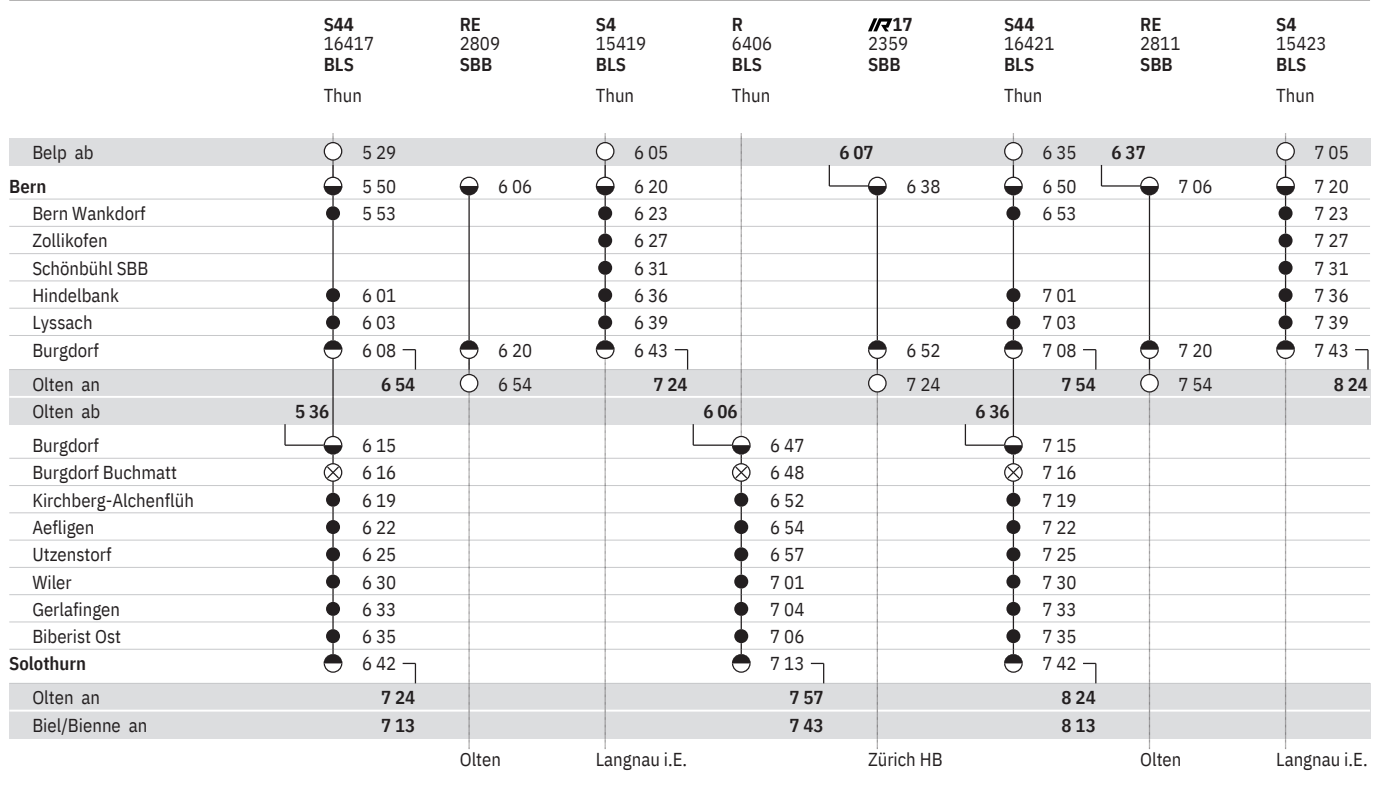 S44 RE S4 R IR17 S44 RE S4
16417 2809 15419 6406 2359 16421 2811 15423
BLS SBB BLS BLS SBB BLS SBB BLS
Thun Thun Thun Thun Thun
Belp ab 5 29 6 05 6 07 6 35 6 37 7 05
Bern 5 50 6 06 6 20 6 38 6 50 7 06 7 20
Bern Wankdorf 5 53 6 23 6 53 7 23
Zollikofen 6 27 7 27
Schönbühl SBB 6 31 7 31
Hindelbank 6 01 6 36 7 01 7 36
Lyssach 6 03 6 39 7 03 7 39
Burgdorf 6 08 6 20 6 43 6 52 7 08 7 20 7 43
Olten an 6 54 6 54 7 24 7 24 7 54 7 54 8 24
Olten ab 5 36 6 06 6 36
Burgdorf 6 15 6 47 7 15
Burgdorf Buchmatt 6 16 6 48 7 16
Kirchberg-Alchenflüh 6 19 6 52 7 19
Aefligen 6 22 6 54 7 22
Utzenstorf 6 25 6 57 7 25
Wiler 6 30 7 01 7 30
Gerlafingen 6 33 7 04 7 33
Biberist Ost 6 35 7 06 7 35
Solothurn 6 42 7 13 7 42
Olten an 7 24 7 57 8 24
Biel/Bienne an 7 13 7 43 8 13
Olten Langnau i.E. Zürich HB Olten Langnau i.E.